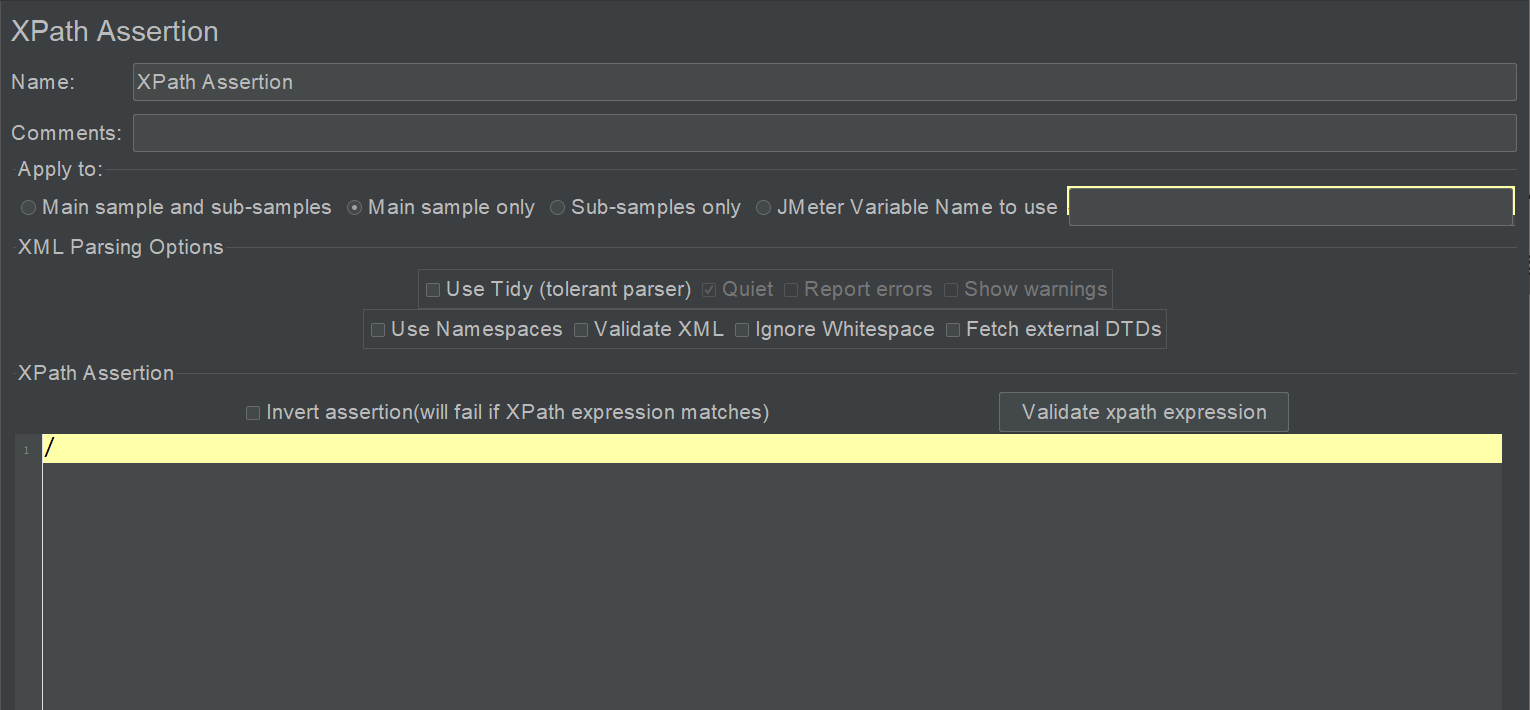 XPath Assertion
Name: XPath Assertion
Comments:
Apply to:
Main sample and sub-samples Main sample only Sub-samples only JMeter Variable Name to use
XML Parsing Options
Use Tidy (tolerant parser) Quiet Report errors Show warnings
Use Namespaces Validate XML Ignore Whitespace Fetch external DTDs
XPath Assertion
Invert assertion(will fail if XPath expression matches) Validate xpath expression
1 /